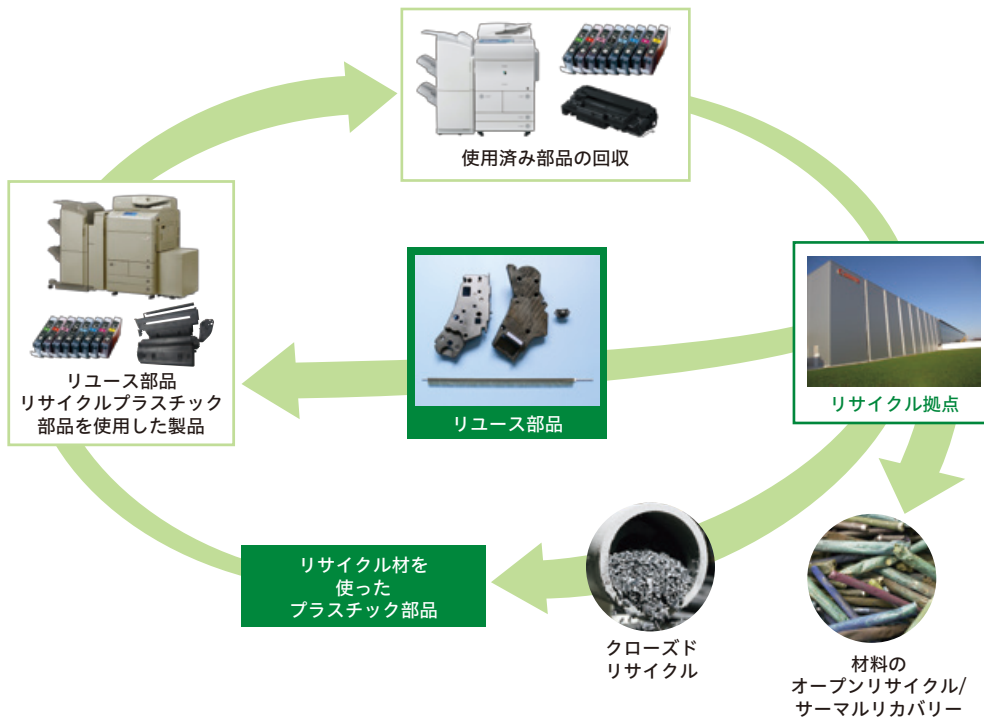 使用済み部品の回収
リユース部品
リサイクルプラスチック
部品を使用した製品
リユース部品
リサイクル拠点
リサイクル材を
使った
プラスチック部品
クローズド
リサイクル
材料の
オープンリサイクル/
サーマルリカバリー